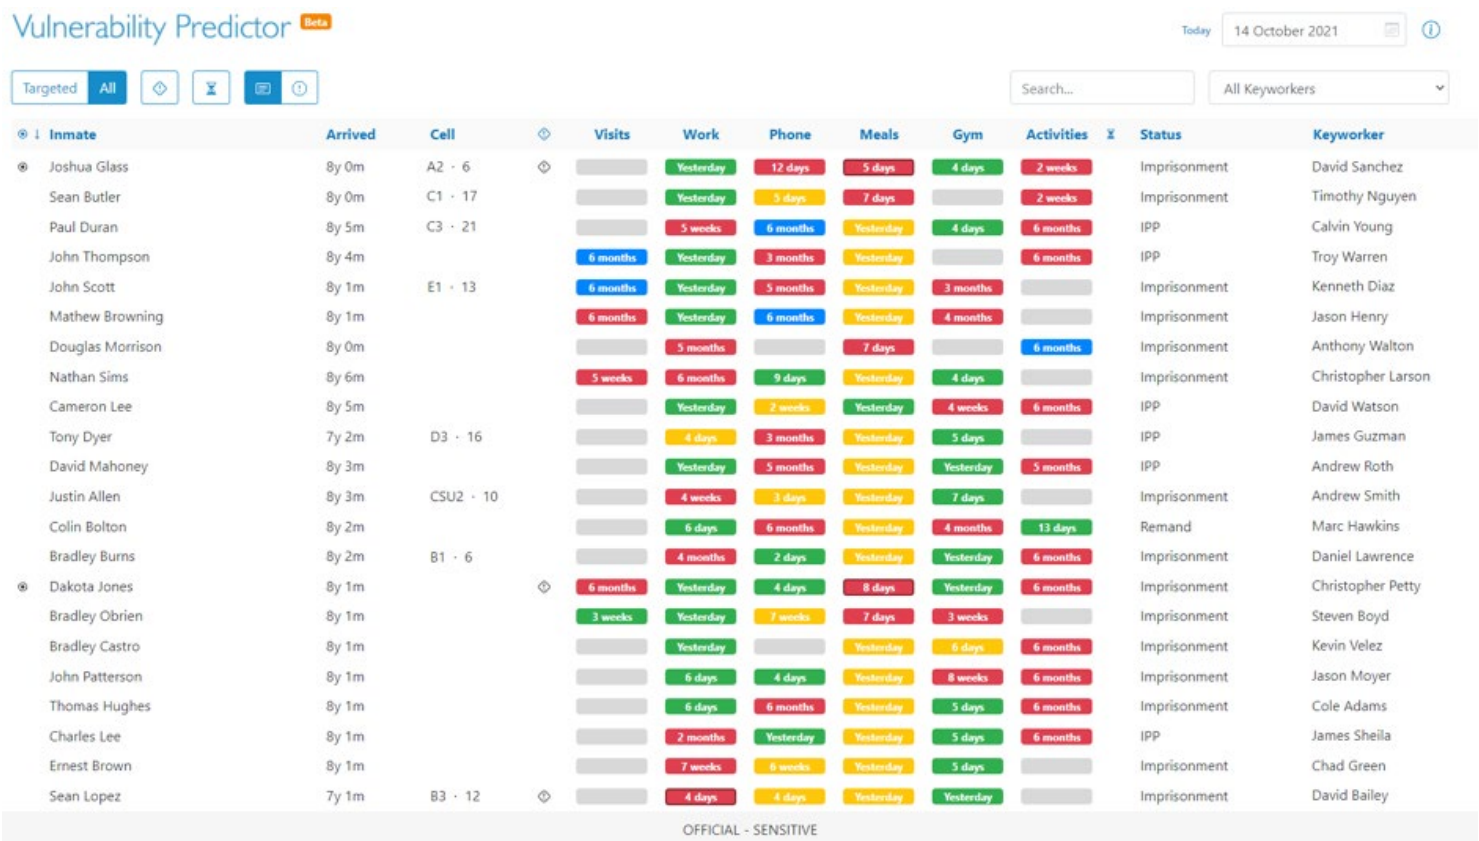 Vulnerability Predictor Beta
Today 14 October 2021
Targeted All Search... All Keyworkers
Inmate Arrived Cell Visits Work Phone Meals Gym Activities Status Keyworker
Joshua Glass 8y 0m A2 · 6 Yesterday 12 days 5 days 4 days 2 weeks Imprisonment David Sanchez
Sean Butler 8y 0m C1 · 17 Yesterday 5 days 7 days 2 weeks Imprisonment Timothy Nguyen
Paul Duran 8y 5m C3 · 21 5 weeks 6 months Yesterday 4 days 6 months IPP Calvin Young
John Thompson 8y 4m 6 months Yesterday 3 months Yesterday 6 months IPP Troy Warren
John Scott 8y 1m E1 · 13 6 months Yesterday 5 months Yesterday 3 months Imprisonment Kenneth Diaz
Mathew Browning 8y 1m 6 months Yesterday 6 months Yesterday 4 months Imprisonment Jason Henry
Douglas Morrison 8y 0m 5 months 7 days 6 months Imprisonment Anthony Walton
Nathan Sims 8y 6m 5 weeks 6 months 9 days Yesterday 4 days Imprisonment Christopher Larson
Cameron Lee 8y 5m Yesterday 2 weeks Yesterday 4 weeks 6 months IPP David Watson
Tony Dyer 7y 2m D3 · 16 4 days 3 months Yesterday 5 days IPP James Guzman
David Mahoney 8y 3m Yesterday 5 months Yesterday Yesterday 5 months IPP Andrew Roth
Justin Allen 8y 3m CSU2 · 10 4 weeks 3 days Yesterday 7 days Imprisonment Andrew Smith
Colin Bolton 8y 2m 6 days 6 months Yesterday 4 months 13 days Remand Marc Hawkins
Bradley Burns 8y 2m B1 · 6 4 months 2 days Yesterday Yesterday 6 months Imprisonment Daniel Lawrence
Dakota Jones 8y 1m 6 months Yesterday 4 days 8 days Yesterday 6 months Imprisonment Christopher Petty
Bradley Obrien 8y 1m 3 weeks Yesterday 7 weeks 7 days 3 weeks Imprisonment Steven Boyd
Bradley Castro 8y 1m Yesterday Yesterday 6 days 6 months Imprisonment Kevin Velez
John Patterson 8y 1m 6 days 4 days Yesterday 8 weeks 6 months Imprisonment Jason Moyer
Thomas Hughes 8y 1m 6 days 6 months Yesterday 5 days 6 months Imprisonment Cole Adams
Charles Lee 8y 1m 2 months Yesterday Yesterday 5 days 6 months IPP James Sheila
Ernest Brown 8y 1m 7 weeks 6 weeks Yesterday 5 days Imprisonment Chad Green
Sean Lopez 7y 1m B3 · 12 4 days 4 days Yesterday Yesterday Imprisonment David Bailey
OFFICIAL - SENSITIVE